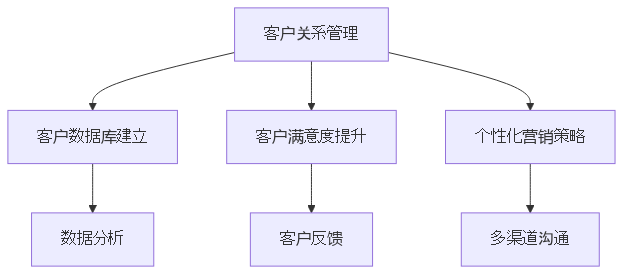 客户关系管理
客户数据库建立
客户满意度提升
个性化营销策略
数据分析
客户反馈
多渠道沟通